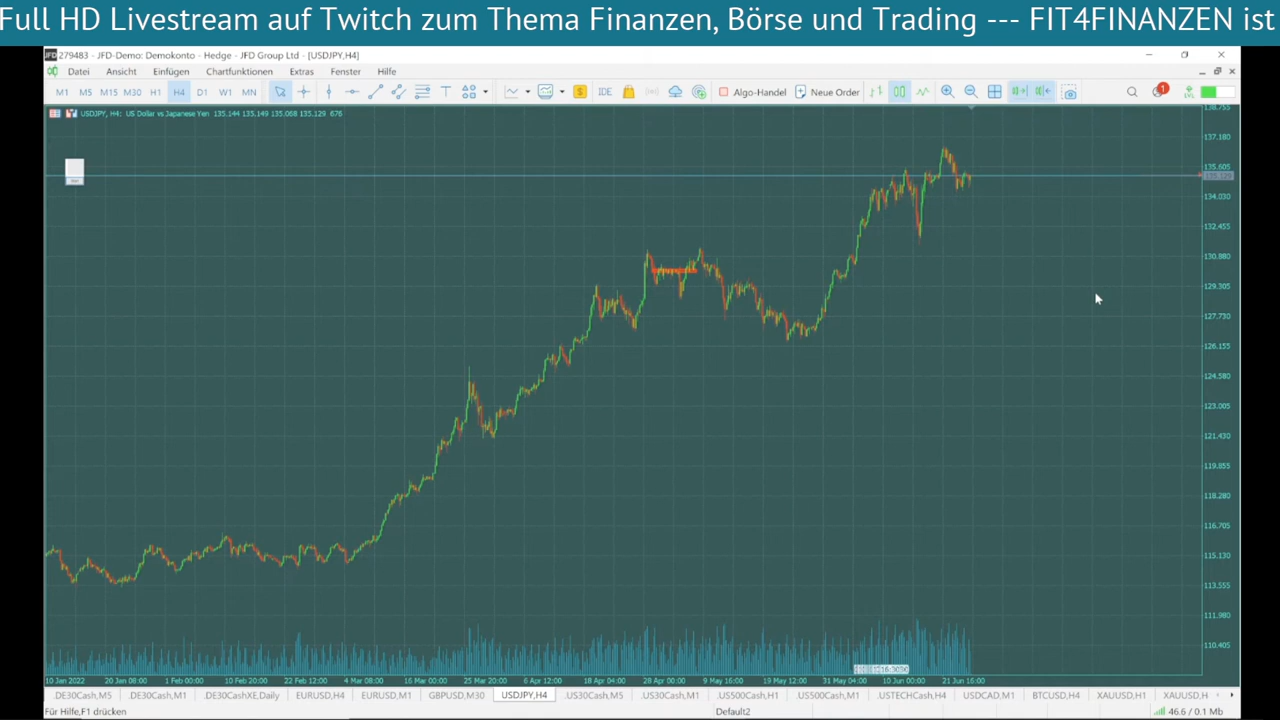 Full HD Livestream auf Twitch zum Thema Finanzen, Börse und Trading --- FIT4FINANZEN ist
JFD 279483 - JFD-Demo: Demokonto - Hedge - JFD Group Ltd - [USDJPY,H4]
Datei Ansicht Einfügen Chartfunktionen Extras Fenster Hilfe
M1 M5 M15 M30 H1 H4 D1 W1 MN T $ IDE Algo-Handel Neue Order 1
USDJPY, H4: US Dollar vs Japanese Yen 135.144 135.149 135.068 135.129 676
138.755
137.180
135.605
135.129
134.030
132.455
130.880
129.305
127.730
126.155
124.580
123.005
121.430
119.855
118.280
116.705
115.130
113.555
111.980
110.405
10 Jan 2022 20 Jan 08:00 1 Feb 00:00 10 Feb 20:00 22 Feb 12:00 4 Mar 08:00 16 Mar 00:00 25 Mar 20:00 6 Apr 12:00 18 Apr 04:00 28 Apr 00:00 9 May 16:00 19 May 08:00 31 May 04:00 10 Jun 00:00 21 Jun 16:00
.DE30Cash,M5 .DE30Cash,M1 .DE30CashXE,Daily EURUSD,H4 EURUSD,M1 GBPUSD,M30 USDJPY,H4 .US30Cash,M5 .US30Cash,M1 .US500Cash,H1 .US500Cash,M1 .USTECHCash,H4 USDCAD,M1 BTCUSD,H4 XAUUSD,H1 XAUUSD,H
Für Hilfe,F1 drücken Default2 46.6 / 0.1 Mb